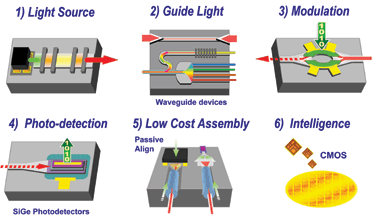 1) Light Source
2) Guide Light
3) Modulation
Waveguide devices
4) Photo-detection
5) Low Cost Assembly
6) Intelligence
Passive
Align
CMOS
SiGe Photodetectors